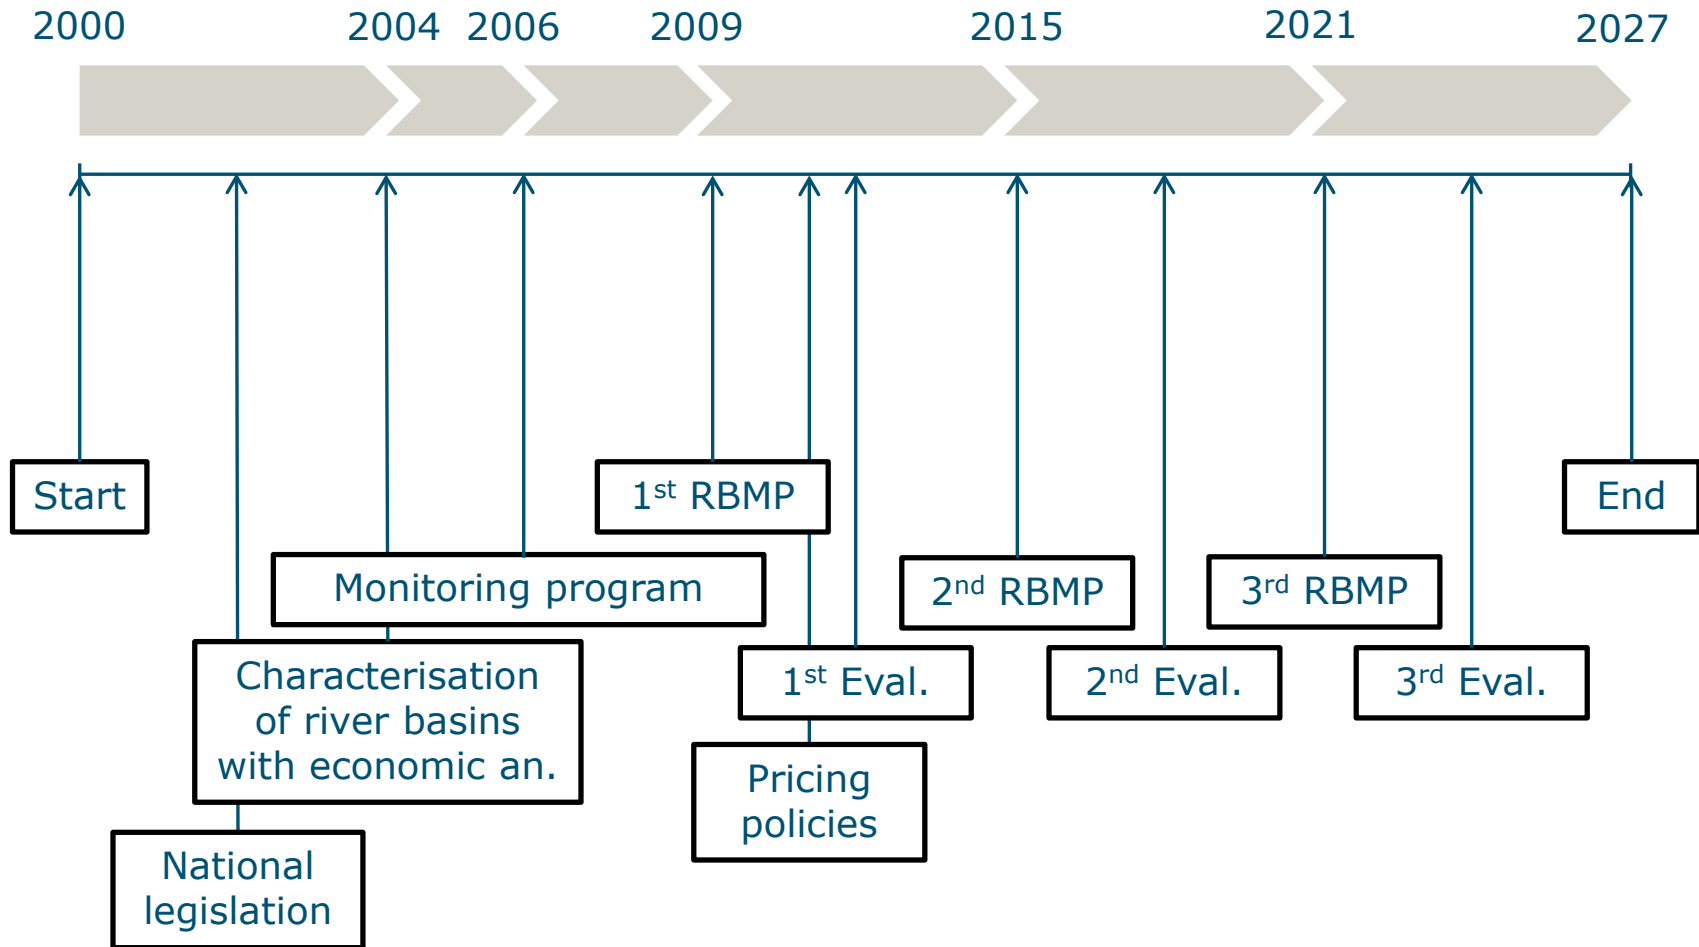 2000 2004 2006 2009 2015 2021 2027
Start
1st RBMP
End
Monitoring program
2nd RBMP
3rd RBMP
Characterisation
of river basins
with economic an.
1st Eval.
2nd Eval.
3rd Eval.
Pricing
policies
National
legislation